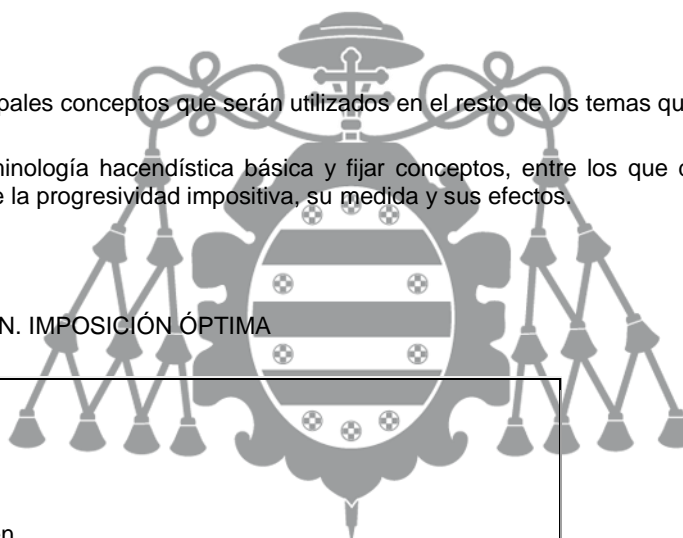 pales conceptos que serán utilizados en el resto de los temas qu
minología hacendística básica y fijar conceptos, entre los que
e la progresividad impositiva, su medida y sus efectos.
N. IMPOSICIÓN ÓPTIMA